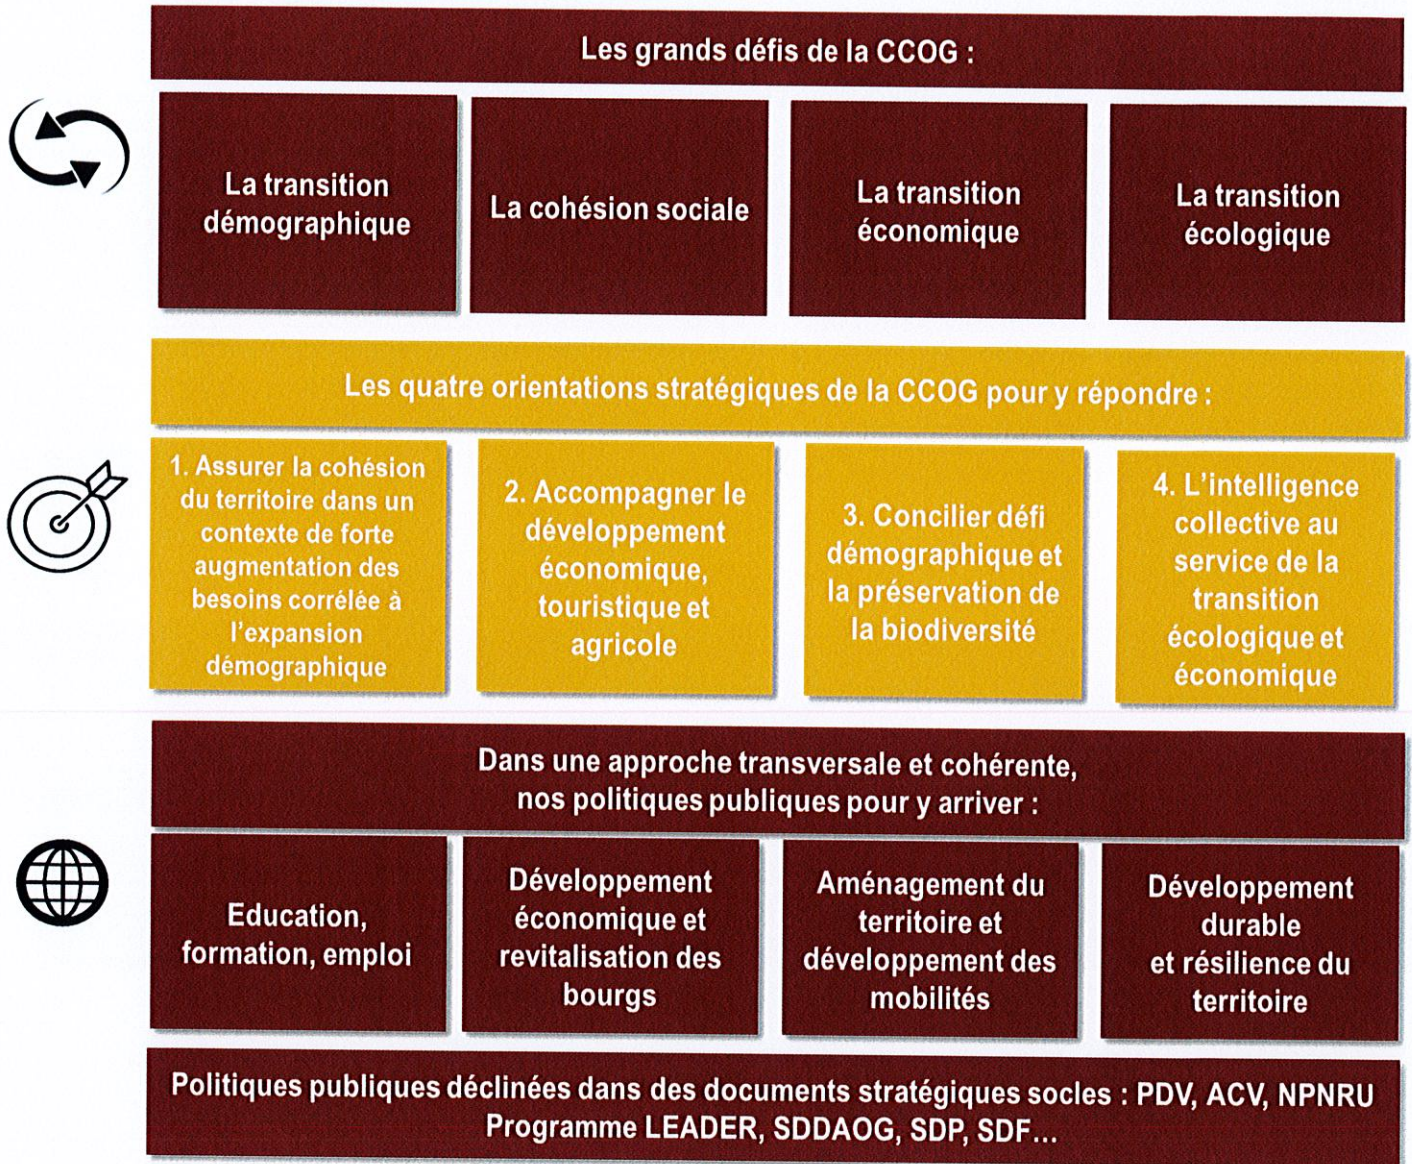 Les grands défis de la CCOG :
La transition
démographique
La cohésion sociale
La transition
économique
La transition
écologique
Les quatre orientations stratégiques de la CCOG pour y répondre :
1. Assurer la cohésion
du territoire dans un
contexte de forte
augmentation des
besoins corrélée à
l'expansion
démographique
2. Accompagner le
développement
économique,
touristique et
agricole
3. Concilier défi
démographique et
la préservation de
la biodiversité
4. L'intelligence
collective au
service de la
transition
écologique et
économique
Dans une approche transversale et cohérente,
nos politiques publiques pour y arriver :
Education,
formation, emploi
Développement
économique et
revitalisation des
bourgs
Aménagement du
territoire et
développement des
mobilités
Développement
durable
et résilience du
territoire
Politiques publiques déclinées dans des documents stratégiques socles : PDV, ACV, NPNRU
Programme LEADER, SDDAOG, SDP, SDF...